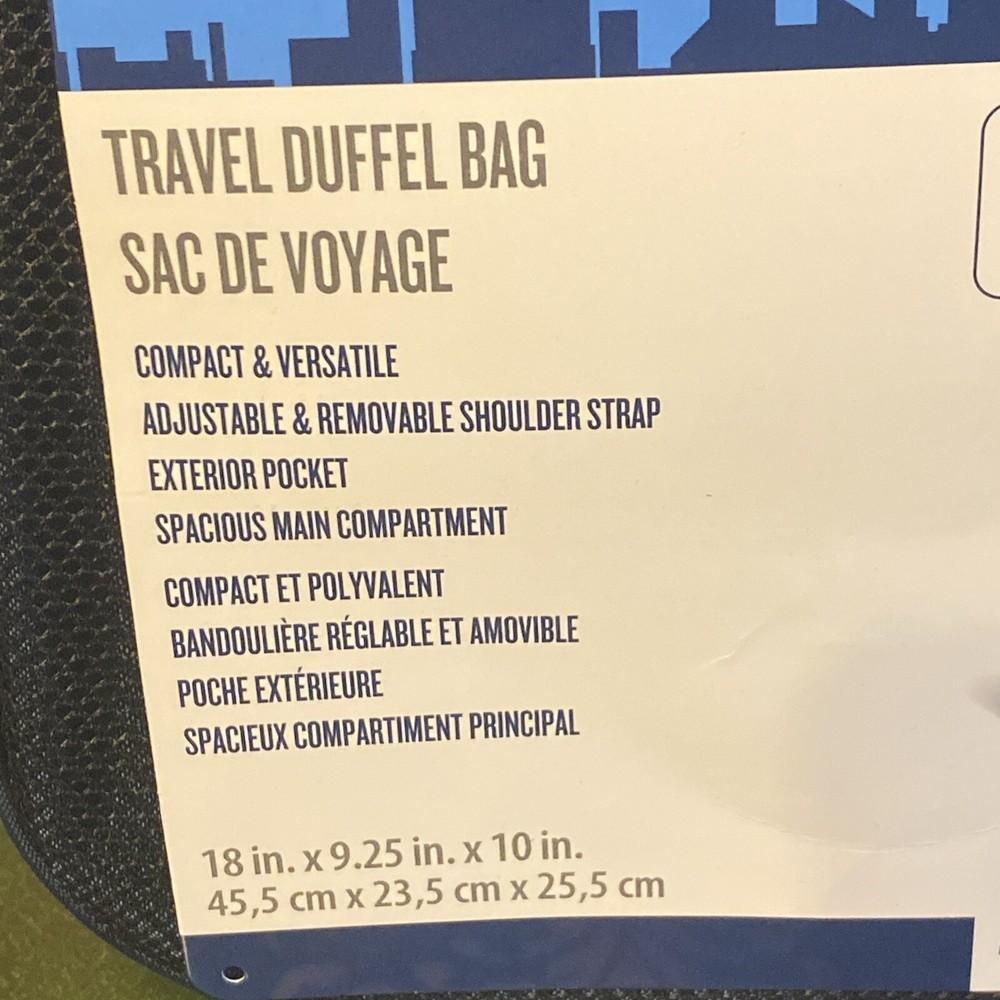 TRAVEL DUFFEL BAG
SAC DE VOYAGE
COMPACT & VERSATILE
ADJUSTABLE & REMOVABLE SHOULDER STRAP
EXTERIOR POCKET
SPACIOUS MAIN COMPARTMENT
COMPACT ET POLYVALENT
BANDOULIÈRE RÉGLABLE ET AMOVIBLE
POCHE EXTÉRIEURE
SPACIEUX COMPARTIMENT PRINCIPAL
18 in. x 9.25 in. x 10 in.
45,5 cm x 23,5 cm x 25,5 cm